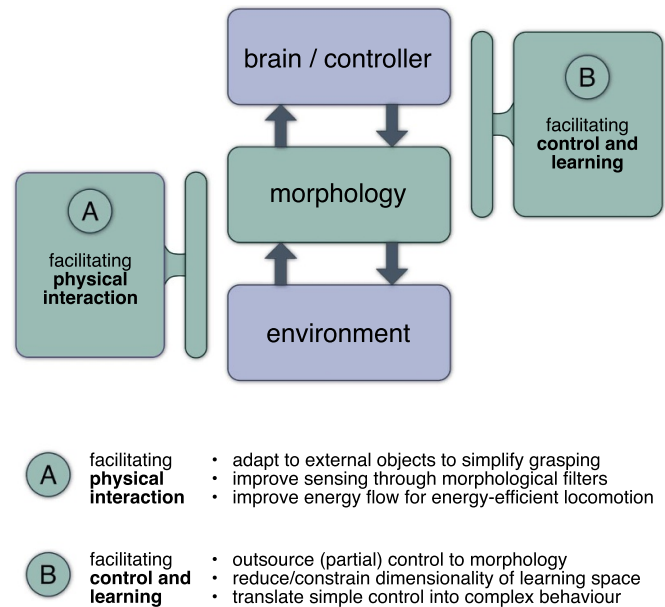 brain / controller
B
facilitating
control and
learning
morphology
A
facilitating
physical
interaction
environment
A
facilitating
physical
interaction
• adapt to external objects to simplify grasping
• improve sensing through morphological filters
• improve energy flow for energy-efficient locomotion
B
facilitating
control and
learning
• outsource (partial) control to morphology
• reduce/constrain dimensionality of learning space
• translate simple control into complex behaviour